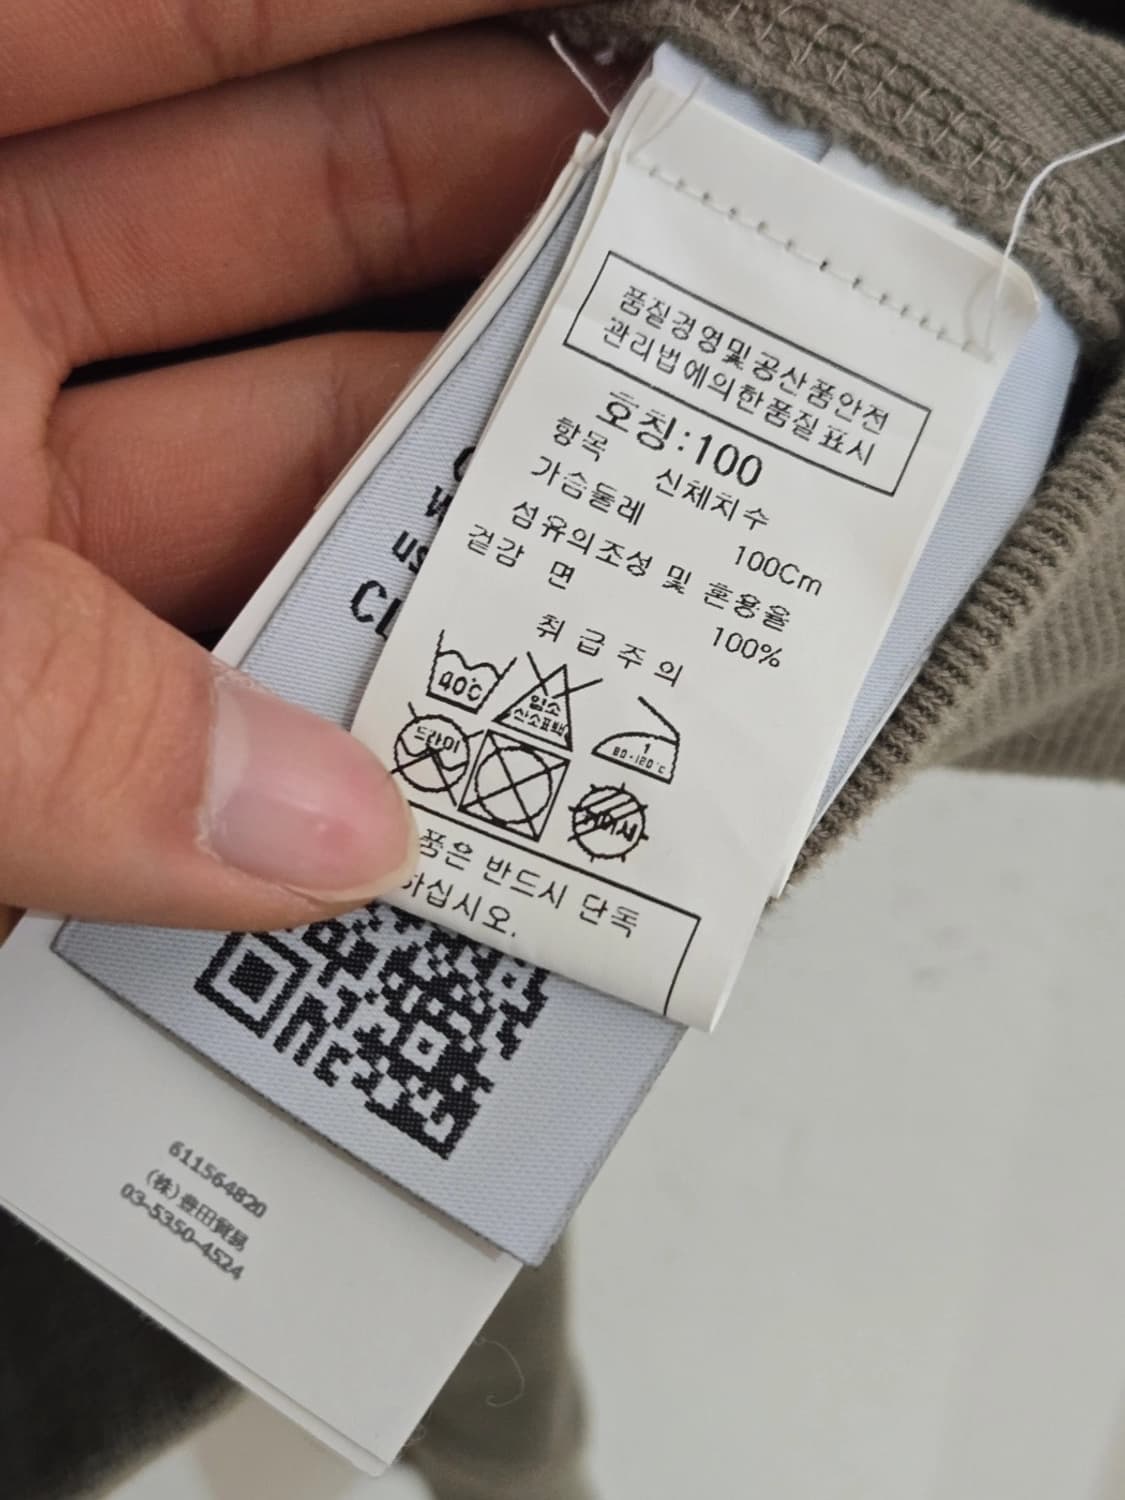 품질경영및공산품안전
관리법에의한품질표시
호칭:100
항목 신체치수
가슴둘레 100Cm
섬유의조성 및 혼용율
겉감 면 100%
취 급 주 의
40℃
염소
산소표백
1
80-120℃
드라이
품은 반드시 단독
하십시오.
CL
611564820
(株)豊田貿易
03-5350-4524